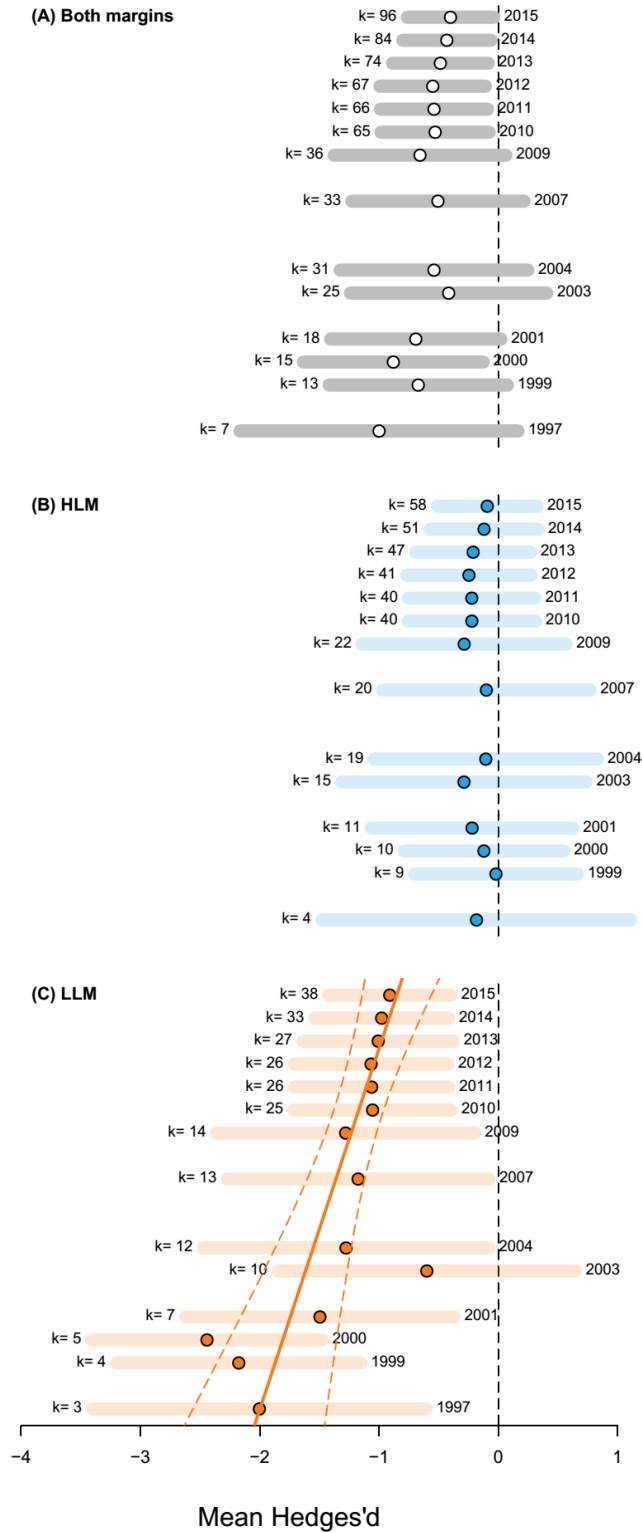 (A) Both margins
k= 96 2015
k= 84 2014
k= 74 2013
k= 67 2012
k= 66 2011
k= 65 2010
k= 36 2009
k= 33 2007
k= 31 2004
k= 25 2003
k= 18 2001
k= 15 2000
k= 13 1999
k= 7 1997
(B) HLM
k= 58 2015
k= 51 2014
k= 47 2013
k= 41 2012
k= 40 2011
k= 40 2010
k= 22 2009
k= 20 2007
k= 19 2004
k= 15 2003
k= 11 2001
k= 10 2000
k= 9 1999
k= 4
(C) LLM
k= 38 2015
k= 33 2014
k= 27 2013
k= 26 2012
k= 26 2011
k= 25 2010
k= 14 2009
k= 13 2007
k= 12 2004
k= 10 2003
k= 7 2001
k= 5 2000
k= 4 1999
k= 3 1997
−4 −3 −2 −1 0 1
Mean Hedges'd